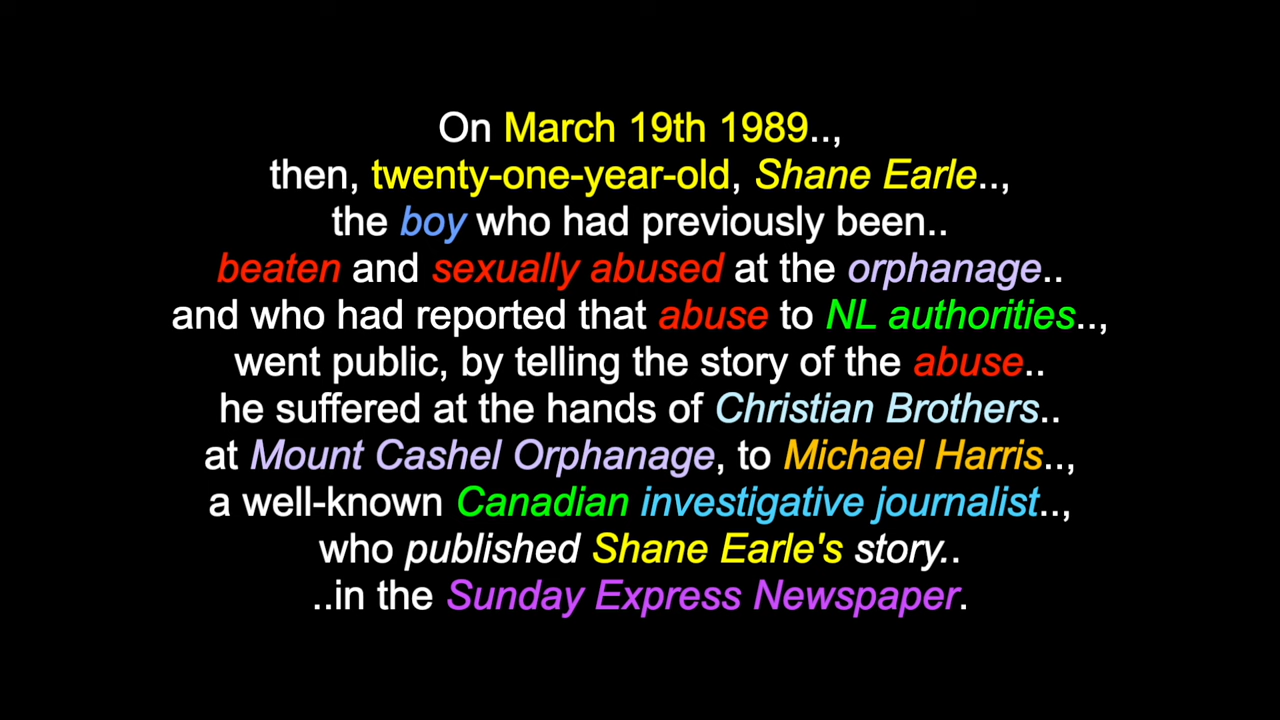 On March 19th 1989..,
then, twenty-one-year-old, Shane Earle..,
the boy who had previously been..
beaten and sexually abused at the orphanage..
and who had reported that abuse to NL authorities..,
went public, by telling the story of the abuse..
he suffered at the hands of Christian Brothers..
at Mount Cashel Orphanage, to Michael Harris..,
a well-known Canadian investigative journalist..,
who published Shane Earle's story..
..in the Sunday Express Newspaper.